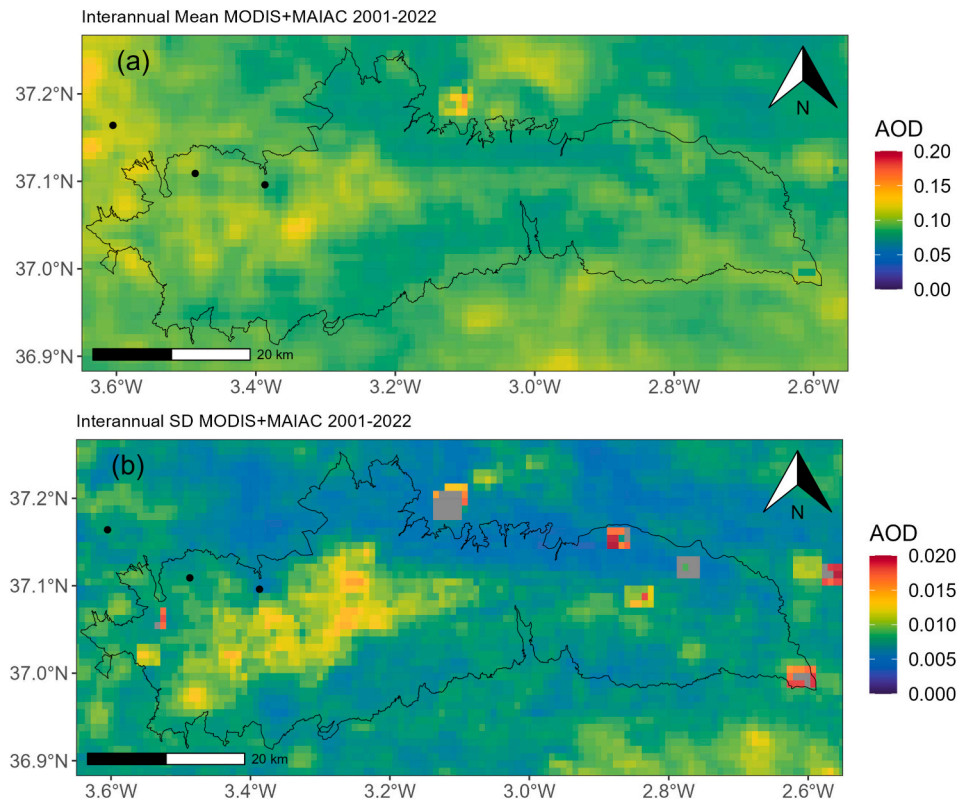 Interannual Mean MODIS+MAIAC 2001-2022
(a)
N
37.2°N
37.1°N
37.0°N
36.9°N
20 km
3.6°W 3.4°W 3.2°W 3.0°W 2.8°W 2.6°W
AOD
0.20
0.15
0.10
0.05
0.00
Interannual SD MODIS+MAIAC 2001-2022
(b)
N
37.2°N
37.1°N
37.0°N
36.9°N
20 km
3.6°W 3.4°W 3.2°W 3.0°W 2.8°W 2.6°W
AOD
0.020
0.015
0.010
0.005
0.000